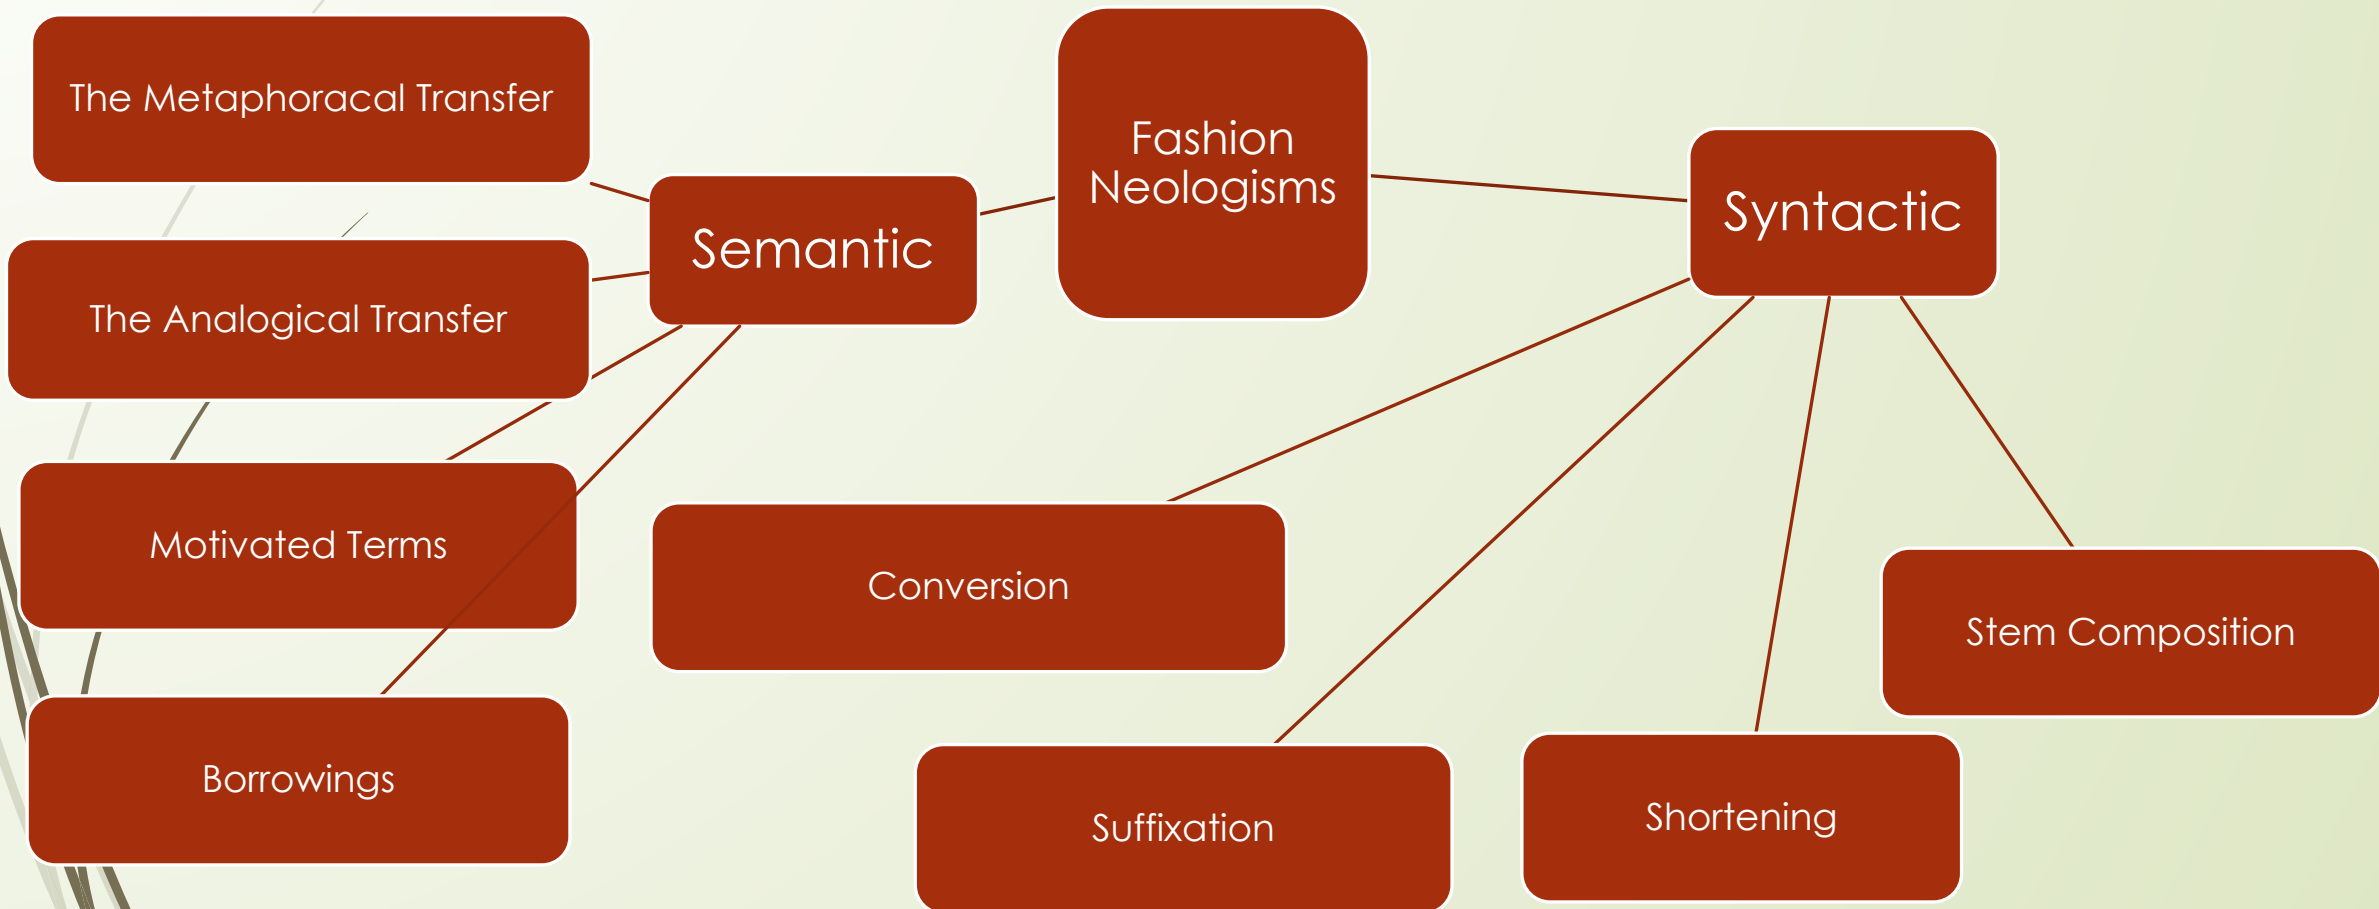 Fashion
Neologisms
Semantic
The Metaphoracal Transfer
The Analogical Transfer
Motivated Terms
Borrowings
Syntactic
Conversion
Suffixation
Shortening
Stem Composition